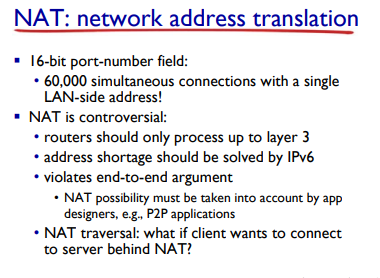 NAT: network address translation
▪ 16-bit port-number field:
• 60,000 simultaneous connections with a single
LAN-side address!
▪ NAT is controversial:
• routers should only process up to layer 3
• address shortage should be solved by IPv6
• violates end-to-end argument
• NAT possibility must be taken into account by app
designers, e.g., P2P applications
• NAT traversal: what if client wants to connect
to server behind NAT?